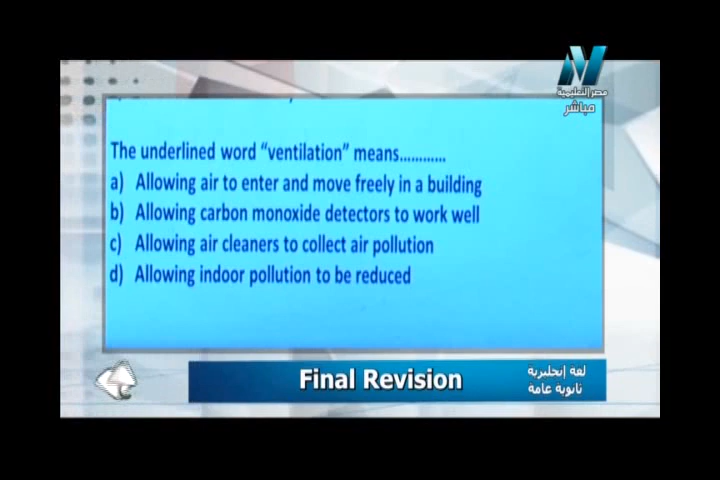 مصر التعليمية
مباشر
The underlined word “ventilation” means............
a) Allowing air to enter and move freely in a building
b) Allowing carbon monoxide detectors to work well
c) Allowing air cleaners to collect air pollution
d) Allowing indoor pollution to be reduced
Final Revision
لغة إنجليزية
ثانوية عامة